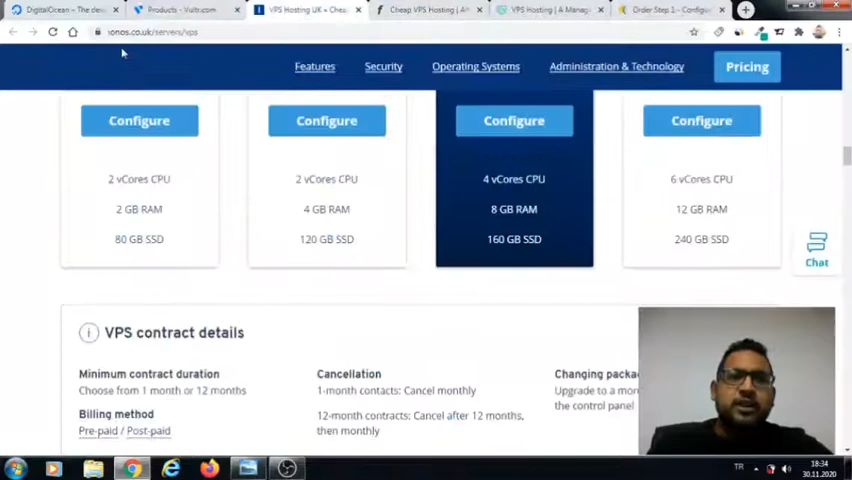 DigitalOcean – The dev
Products - Vultr.com
VPS Hosting UK » Chea
Cheap VPS Hosting | A
VPS Hosting | A Manag
Order Step 1 - Configur
ionos.co.uk/servers/vps
Features
Security
Operating Systems
Administration & Technology
Pricing
Configure
Configure
Configure
Configure
2 vCores CPU
2 vCores CPU
4 vCores CPU
6 vCores CPU
2 GB RAM
4 GB RAM
8 GB RAM
12 GB RAM
80 GB SSD
120 GB SSD
160 GB SSD
240 GB SSD
Chat
VPS contract details
Minimum contract duration
Choose from 1 month or 12 months
Billing method
Pre-paid / Post-paid
Cancellation
1-month contacts: Cancel monthly
12-month contracts: Cancel after 12 months,
then monthly
Changing packa
Upgrade to a mor
the control panel
TR
18:34
30.11.2020